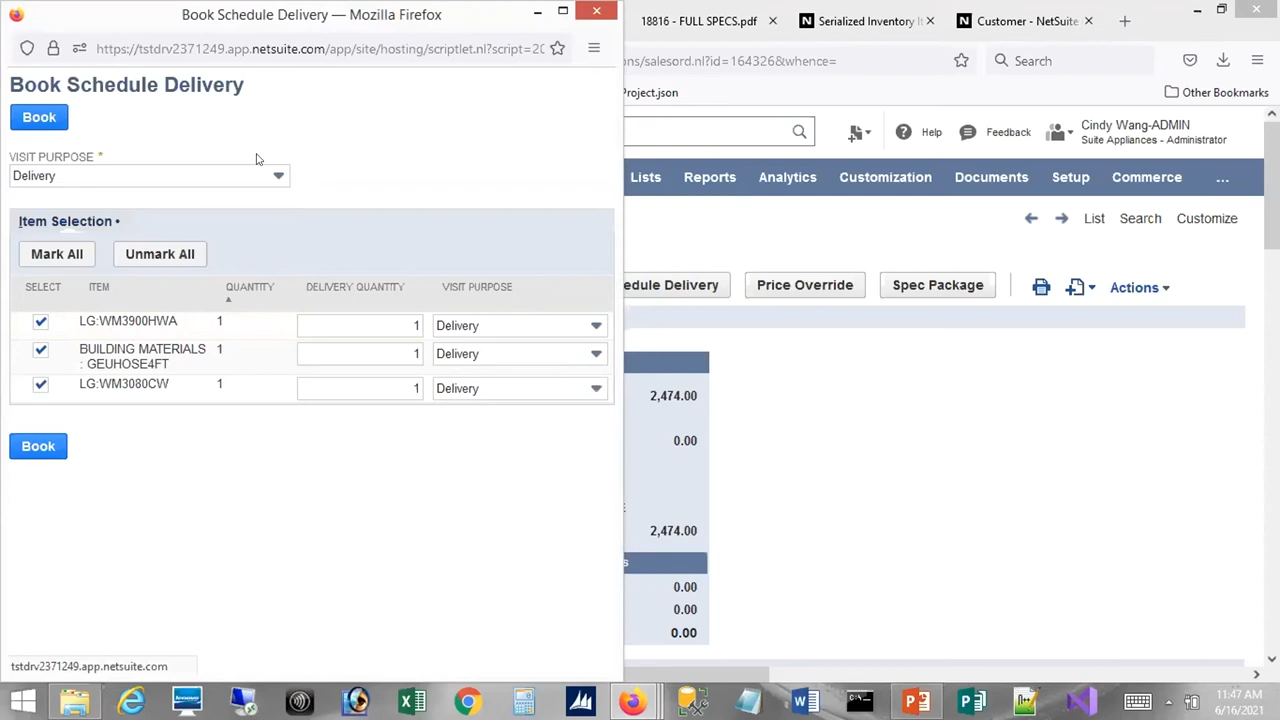 Book Schedule Delivery — Mozilla Firefox
https://tstdrv2371249.app.netsuite.com/app/site/hosting/scriptlet.nl?script=20
Book Schedule Delivery
Book
VISIT PURPOSE *
Delivery
Item Selection •
Mark All Unmark All
SELECT ITEM QUANTITY DELIVERY QUANTITY VISIT PURPOSE
LG:WM3900HWA 1 1 Delivery
BUILDING MATERIALS 1 1 Delivery
: GEUHOSE4FT
LG:WM3080CW 1 1 Delivery
Book
tstdrv2371249.app.netsuite.com
18816 - FULL SPECS.pdf Serialized Inventory It Customer - NetSuite
ons/salesord.nl?id=164326&whence= Search
Project.json Other Bookmarks
Help Feedback Cindy Wang-ADMIN
Suite Appliances - Administrator
Lists Reports Analytics Customization Documents Setup Commerce ...
List Search Customize
edule Delivery Price Override Spec Package Actions
2,474.00
0.00
2,474.00
s
0.00
0.00
0.00
11:47 AM
6/16/2021